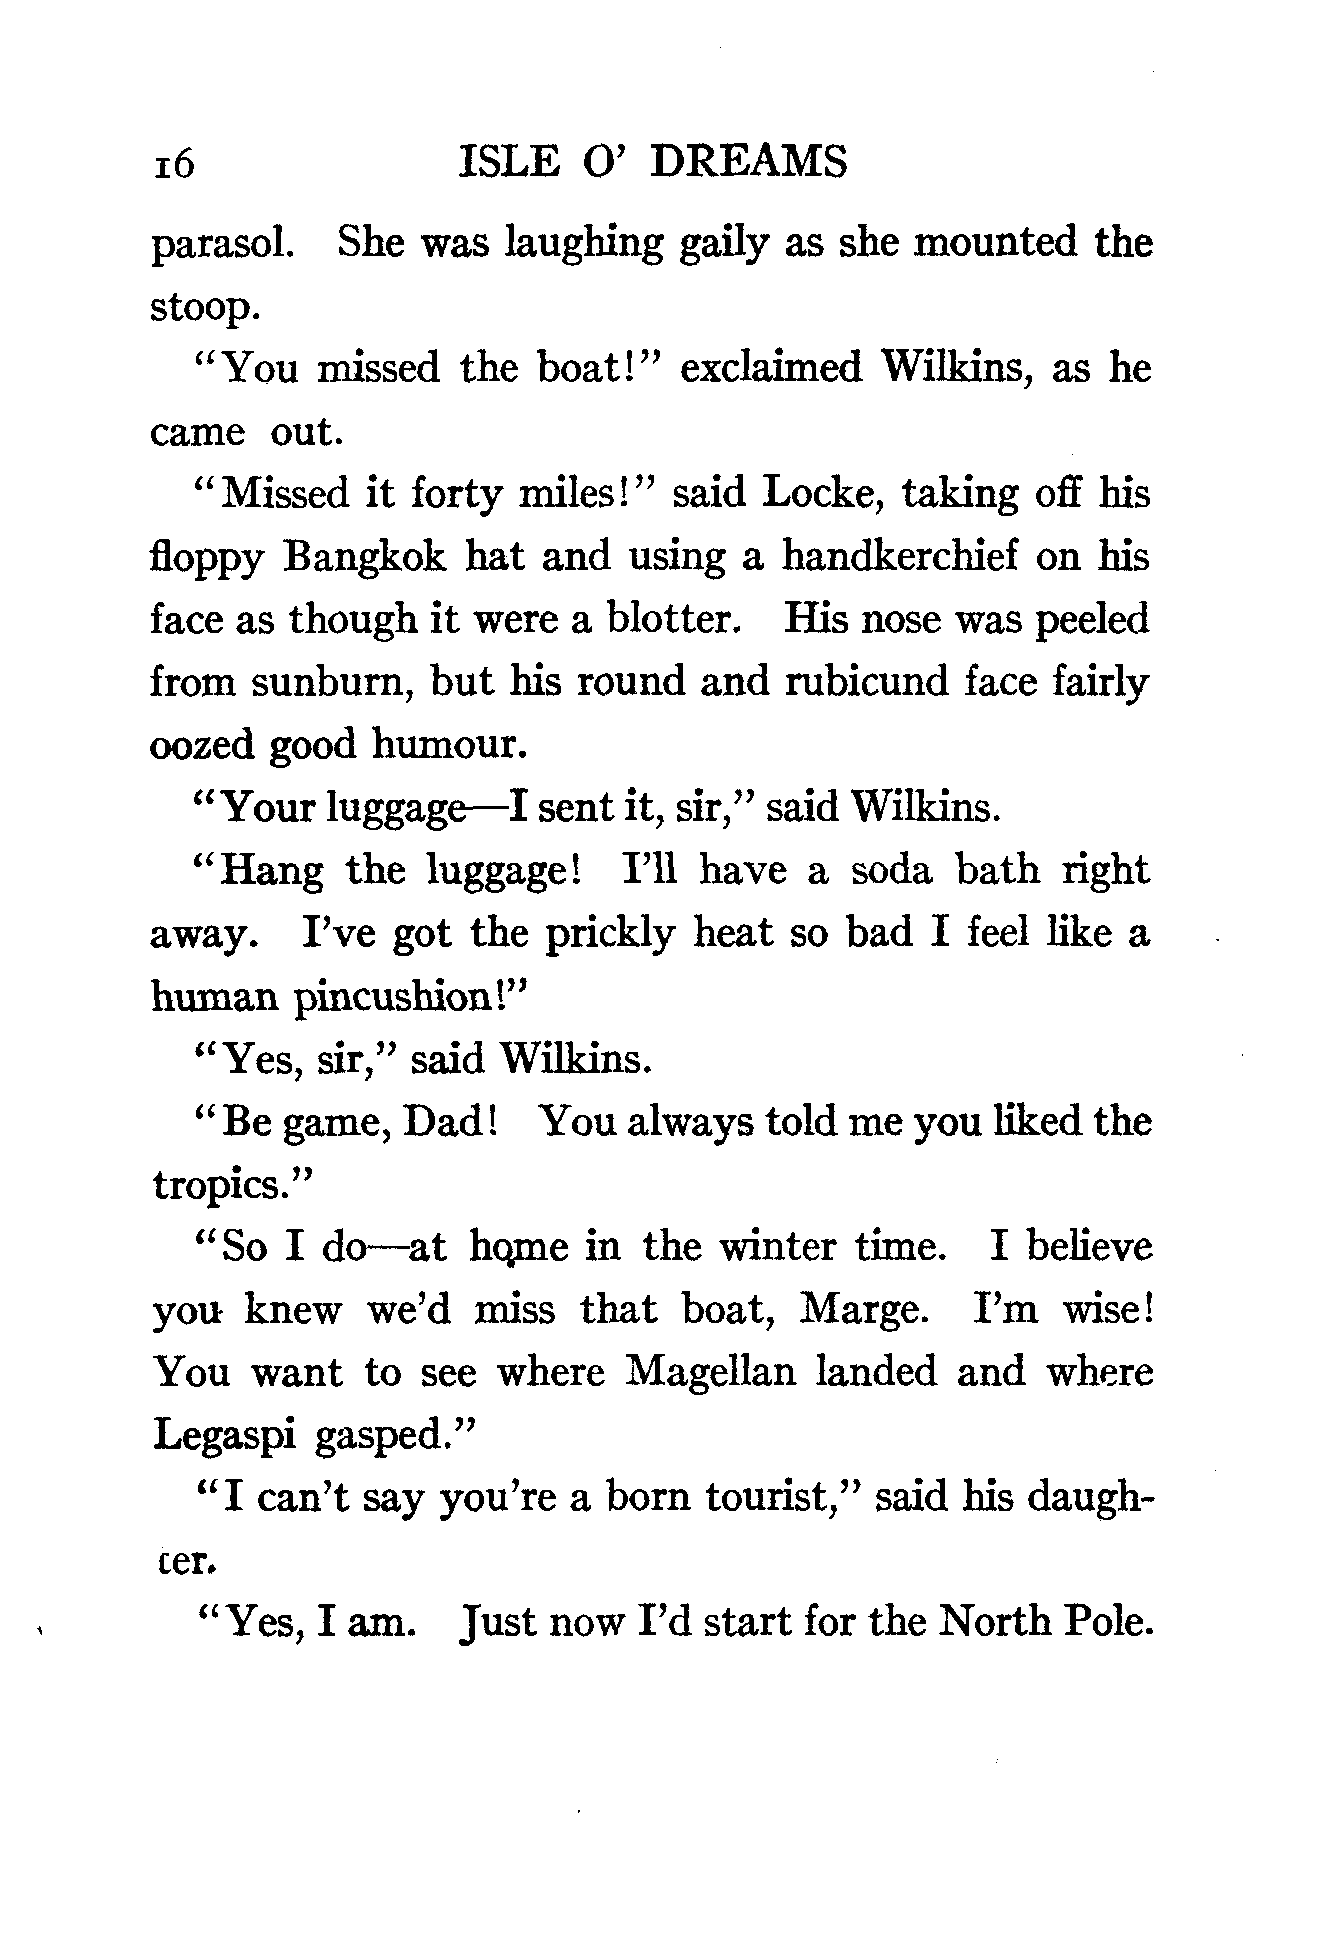 16 ISLE O' DREAMS
parasol. She was laughing gaily as she mounted the
stoop.
"You missed the boat!" exclaimed Wilkins, as he
came out.
"Missed it forty miles!" said Locke, taking off his
floppy Bangkok hat and using a handkerchief on his
face as though it were a blotter. His nose was peeled
from sunburn, but his round and rubicund face fairly
oozed good humour.
"Your luggage—I sent it, sir," said Wilkins.
"Hang the luggage! I'll have a soda bath right
away. I've got the prickly heat so bad I feel like a
human pincushion!"
"Yes, sir," said Wilkins.
"Be game, Dad! You always told me you liked the
tropics."
"So I do—at home in the winter time. I believe
you knew we'd miss that boat, Marge. I'm wise!
You want to see where Magellan landed and where
Legaspi gasped."
"I can't say you're a born tourist," said his daugh-
ter.
"Yes, I am. Just now I'd start for the North Pole.